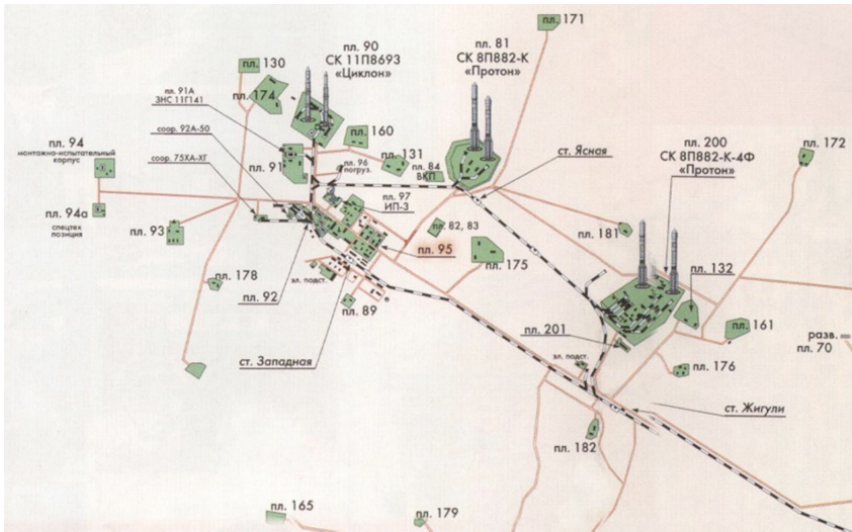 пл. 171
пл. 90
СК 11П8693
«Циклон»
пл. 81
СК 8П882-К
«Протон»
пл. 130
пл. 174
пл. 91А
ЗНС 11Г141
соор. 92А-50
пл. 160
пл. 94
монтажно-испытательный
корпус
соор. 75ХА-ХГ
пл. 91
пл. 131
пл. 96
погруз.
пл. 84
ВКП
ст. Ясная
пл. 200
СК 8П882-К-4Ф
«Протон»
пл. 172
пл. 97
ИП-3
пл. 94а
спецтех
позиция
пл. 93
пл. 82, 83
пл. 95
пл. 181
пл. 175
пл. 132
пл. 178
пл. 92
эл. подст.
пл. 89
пл. 201
пл. 161
разв.
пл. 70
ст. Западная
эл. подст.
пл. 176
ст. Жигули
пл. 182
пл. 165
пл. 179